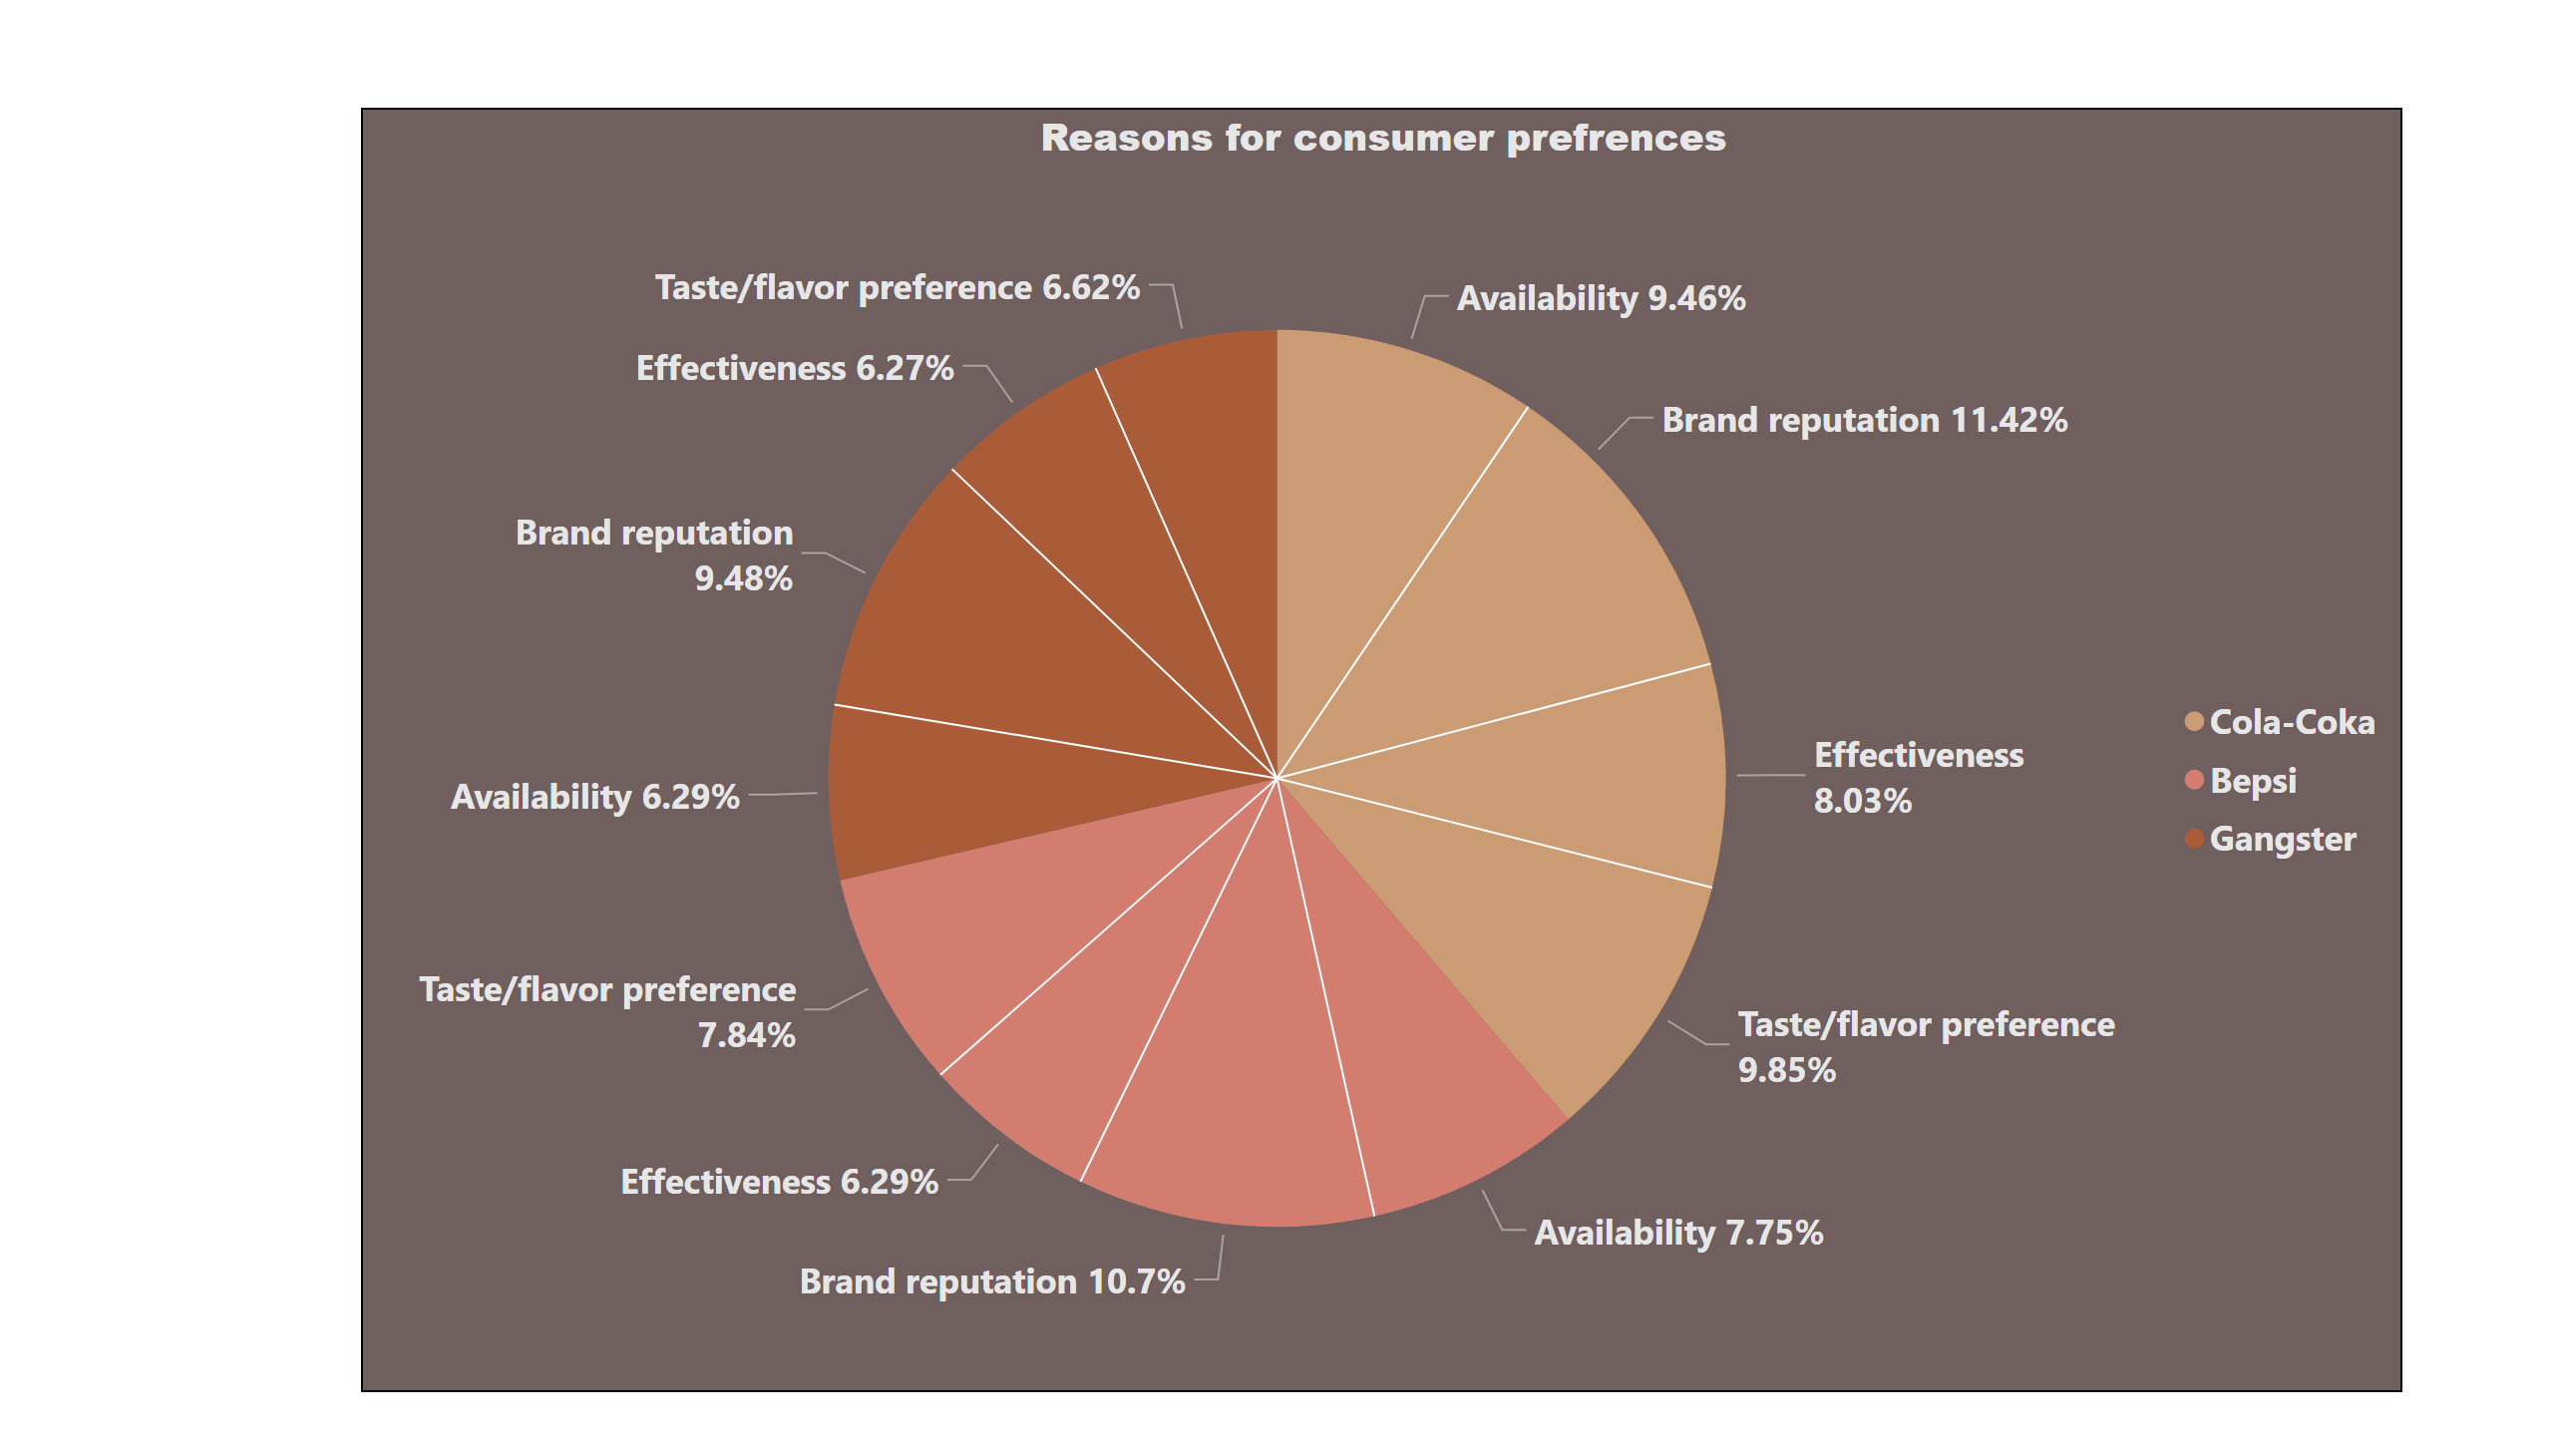 Reasons for consumer prefrences
Taste/flavor preference 6.62%
Availability 9.46%
Effectiveness 6.27%
Brand reputation 11.42%
Brand reputation
9.48%
Effectiveness
8.03%
Availability 6.29%
Taste/flavor preference
7.84%
Taste/flavor preference
9.85%
Effectiveness 6.29%
Availability 7.75%
Brand reputation 10.7%
Cola-Coka
Bepsi
Gangster